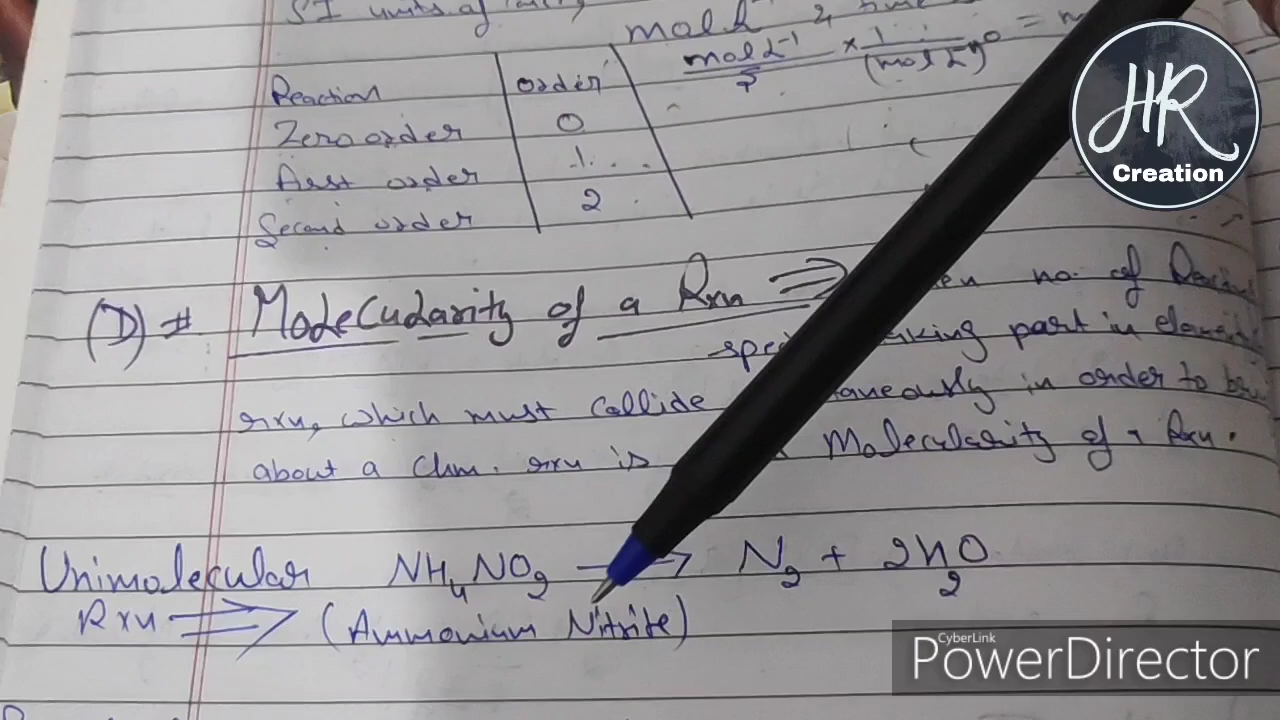 SI units of
mol L⁻¹
Reaction order mol L⁻¹/s × 1/(mol L⁻¹)⁰ =
Zero order 0
first order 1
Second order 2
(D) # Molecularity of a Rxn ⇒ no. of
taking part in
rxn, which must collide in order to
about a chm. rxn is Molecularity of a Rxn.
Unimolecular NH₄NO₂ → N₂ + 2H₂O
Rxn ⇒ (Ammonium Nitrite)
HR
Creation
CyberLink
PowerDirector